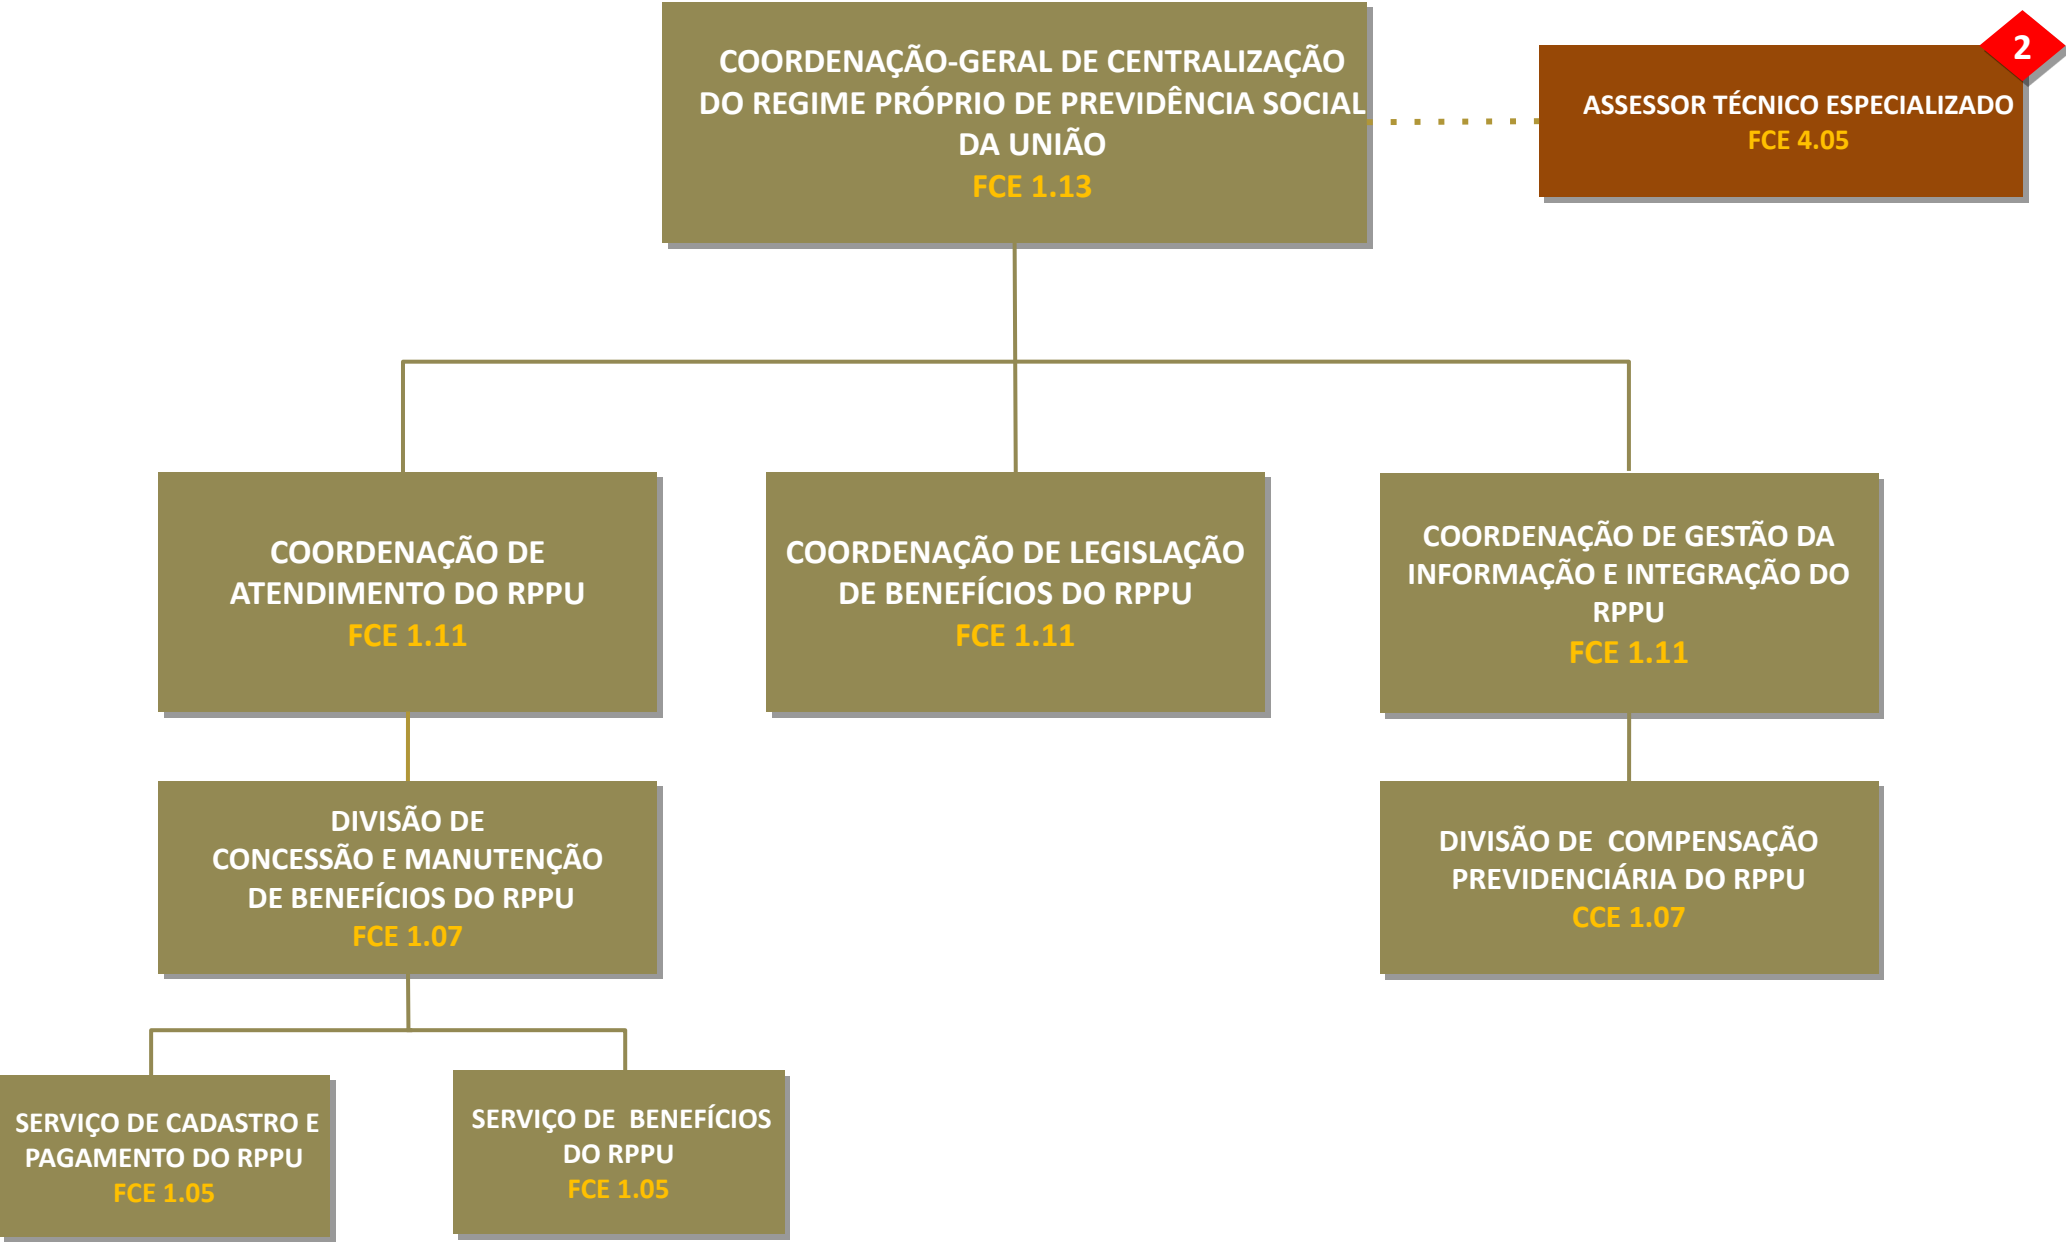 COORDENAÇÃO-GERAL DE CENTRALIZAÇÃO
DO REGIME PRÓPRIO DE PREVIDÊNCIA SOCIAL
DA UNIÃO
FCE 1.13
2
ASSESSOR TÉCNICO ESPECIALIZADO
FCE 4.05
COORDENAÇÃO DE
ATENDIMENTO DO RPPU
FCE 1.11
COORDENAÇÃO DE LEGISLAÇÃO
DE BENEFÍCIOS DO RPPU
FCE 1.11
COORDENAÇÃO DE GESTÃO DA
INFORMAÇÃO E INTEGRAÇÃO DO
RPPU
FCE 1.11
DIVISÃO DE
CONCESSÃO E MANUTENÇÃO
DE BENEFÍCIOS DO RPPU
FCE 1.07
DIVISÃO DE  COMPENSAÇÃO
PREVIDENCIÁRIA DO RPPU
CCE 1.07
SERVIÇO DE CADASTRO E
PAGAMENTO DO RPPU
FCE 1.05
SERVIÇO DE  BENEFÍCIOS
DO RPPU
FCE 1.05